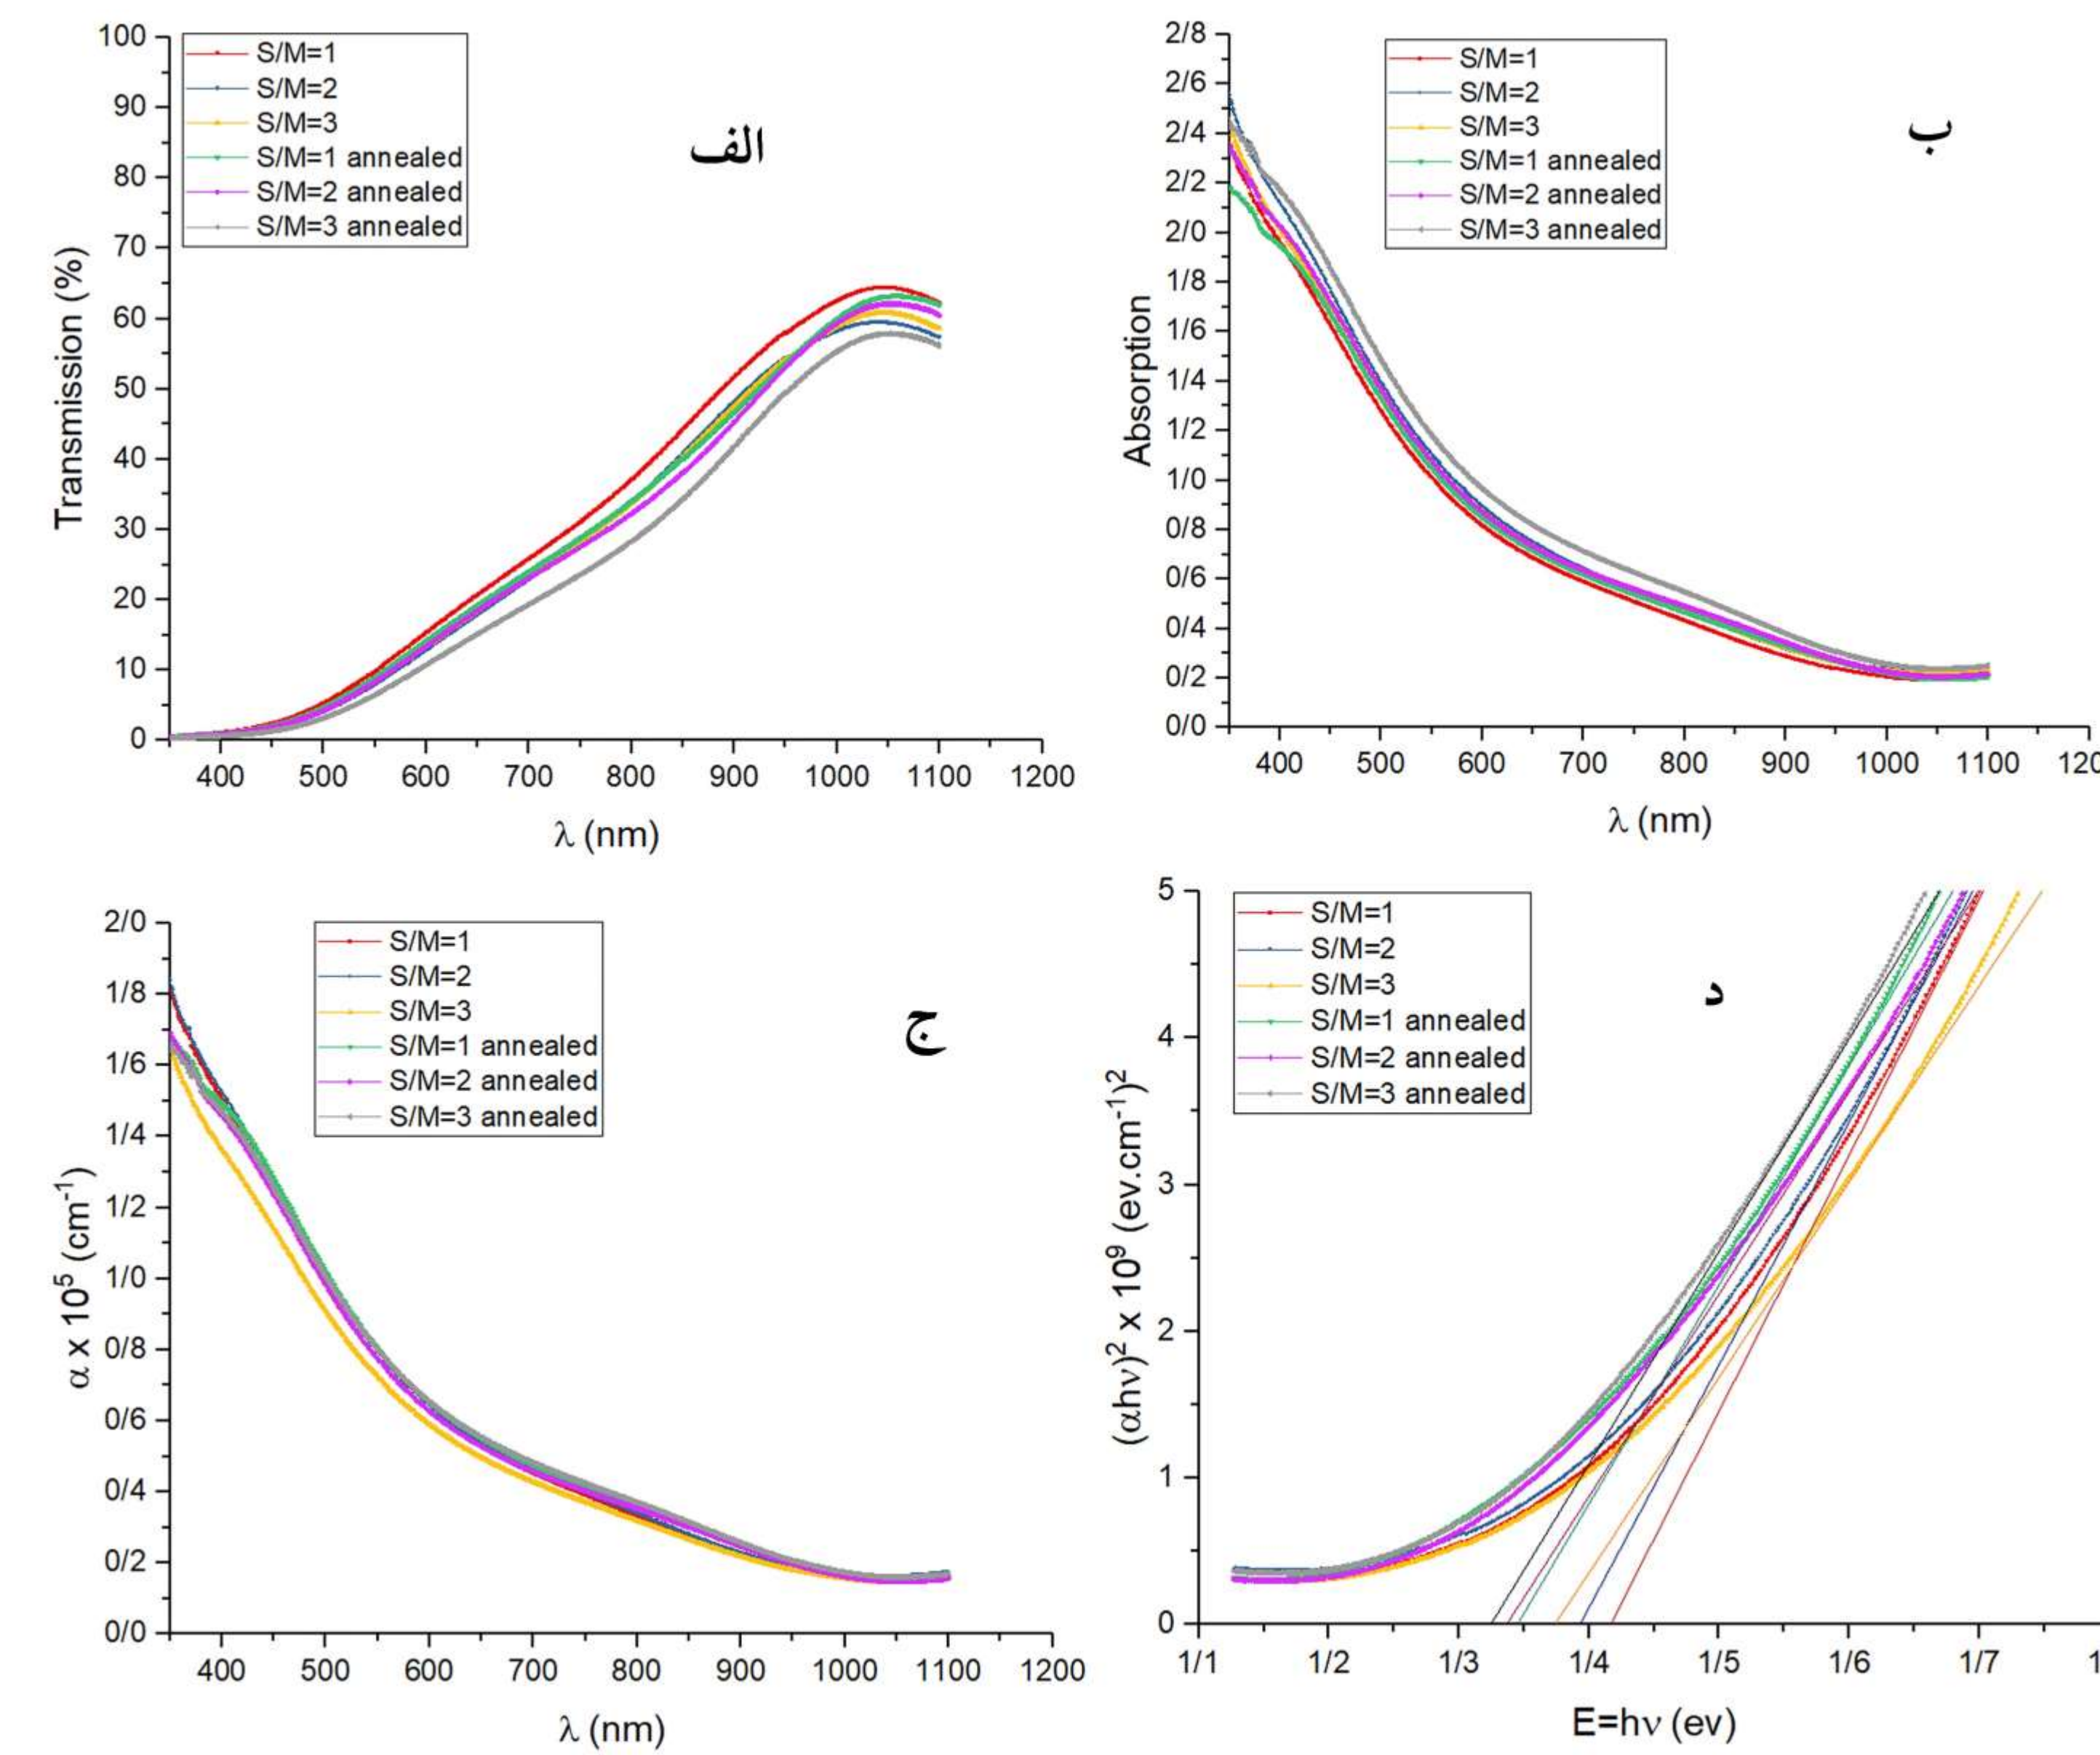 100
90
80
70
60
50
40
30
20
10
0
Transmission (%)
S/M=1
S/M=2
S/M=3
S/M=1 annealed
S/M=2 annealed
S/M=3 annealed
الف
400 500 600 700 800 900 1000 1100 1200
λ (nm)
2/8
2/6
2/4
2/2
2/0
1/8
1/6
1/4
1/2
1/0
0/8
0/6
0/4
0/2
0/0
Absorption
S/M=1
S/M=2
S/M=3
S/M=1 annealed
S/M=2 annealed
S/M=3 annealed
ب
400 500 600 700 800 900 1000 1100 120
λ (nm)
2/0
1/8
1/6
1/4
1/2
1/0
0/8
0/6
0/4
0/2
0/0
α x 10⁵ (cm⁻¹)
S/M=1
S/M=2
S/M=3
S/M=1 annealed
S/M=2 annealed
S/M=3 annealed
ج
400 500 600 700 800 900 1000 1100 1200
λ (nm)
5
4
3
2
1
0
(αhν)² x 10⁹ (ev.cm⁻¹)²
S/M=1
S/M=2
S/M=3
S/M=1 annealed
S/M=2 annealed
S/M=3 annealed
د
1/1 1/2 1/3 1/4 1/5 1/6 1/7
E=hν (ev)